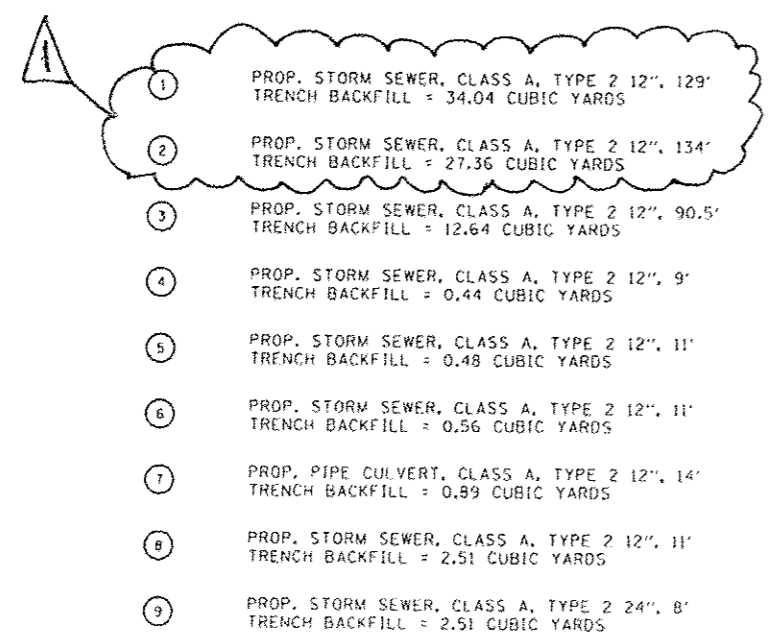 1
1 PROP. STORM SEWER, CLASS A, TYPE 2 12", 129'
TRENCH BACKFILL = 34.04 CUBIC YARDS
2 PROP. STORM SEWER, CLASS A, TYPE 2 12", 134'
TRENCH BACKFILL = 27.36 CUBIC YARDS
3 PROP. STORM SEWER, CLASS A, TYPE 2 12", 90.5'
TRENCH BACKFILL = 12.64 CUBIC YARDS
4 PROP. STORM SEWER, CLASS A, TYPE 2 12", 9'
TRENCH BACKFILL = 0.44 CUBIC YARDS
5 PROP. STORM SEWER, CLASS A, TYPE 2 12", 11'
TRENCH BACKFILL = 0.48 CUBIC YARDS
6 PROP. STORM SEWER, CLASS A, TYPE 2 12", 11'
TRENCH BACKFILL = 0.56 CUBIC YARDS
7 PROP. PIPE CULVERT, CLASS A, TYPE 2 12", 14'
TRENCH BACKFILL = 0.89 CUBIC YARDS
8 PROP. STORM SEWER, CLASS A, TYPE 2 12", 11'
TRENCH BACKFILL = 2.51 CUBIC YARDS
9 PROP. STORM SEWER, CLASS A, TYPE 2 24", 8'
TRENCH BACKFILL = 2.51 CUBIC YARDS